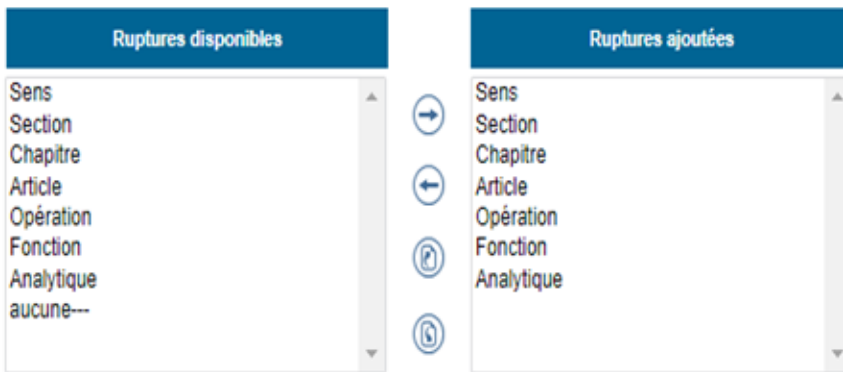 Ruptures disponibles
Sens
Section
Chapitre
Article
Opération
Fonction
Analytique
aucune---
Ruptures ajoutées
Sens
Section
Chapitre
Article
Opération
Fonction
Analytique